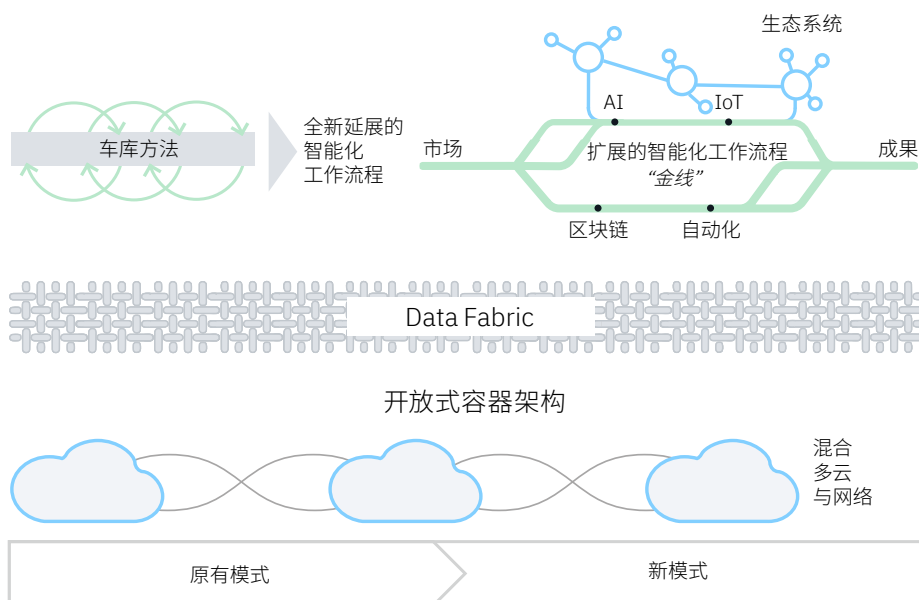 生态系统
AI
IoT
车库方法
全新延展的
智能化
工作流程
市场
扩展的智能化工作流程
“金线”
成果
区块链
自动化
Data Fabric
开放式容器架构
混合
多云
与网络
原有模式
新模式